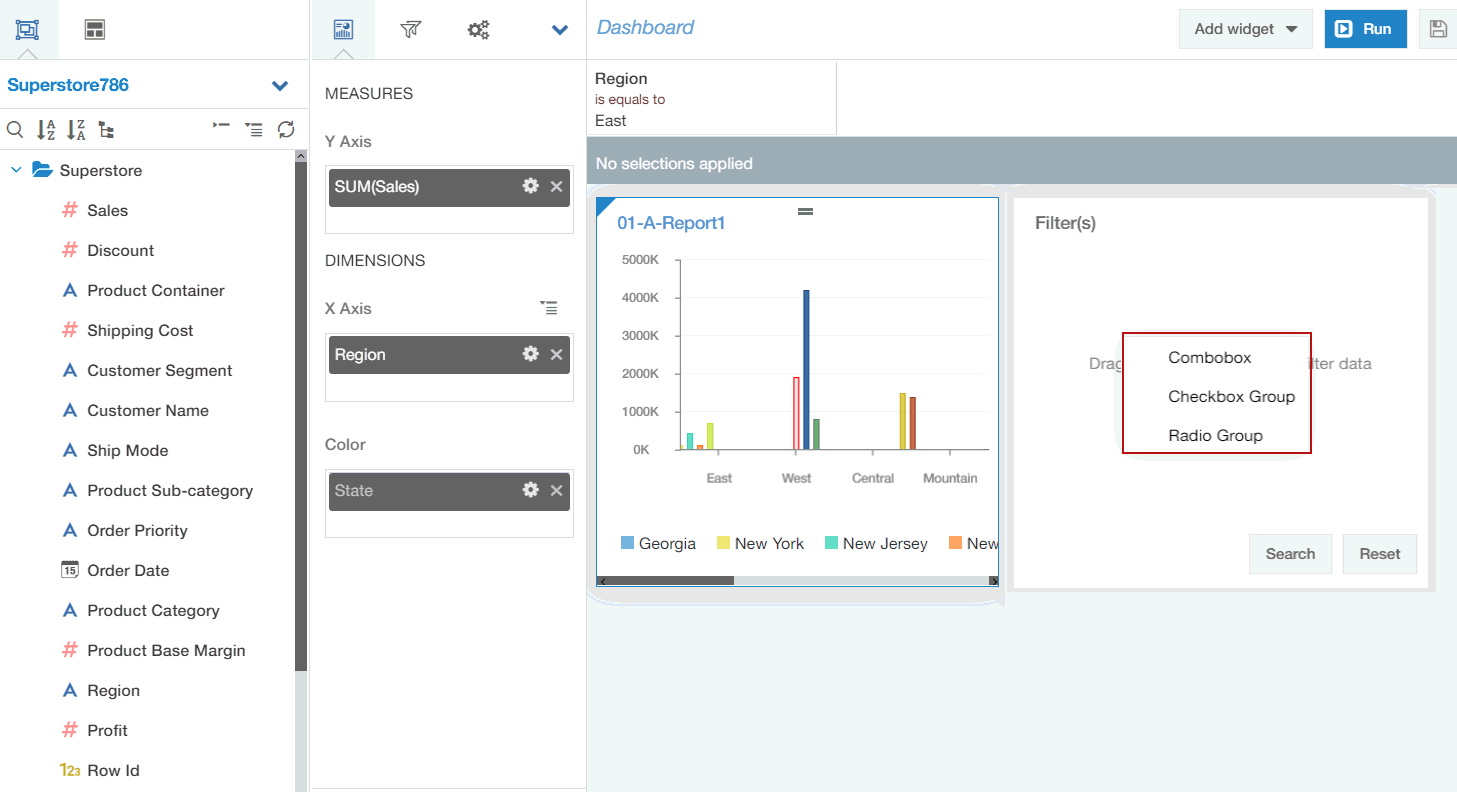 Superstore786
A
Z
Z
A
Superstore
# Sales
# Discount
A Product Container
# Shipping Cost
A Customer Segment
A Customer Name
A Ship Mode
A Product Sub-category
A Order Priority
15 Order Date
A Product Category
# Product Base Margin
A Region
# Profit
123 Row Id
MEASURES
Y Axis
SUM(Sales)
DIMENSIONS
X Axis
Region
Color
State
Dashboard
Add widget
Run
Region
is equals to
East
No selections applied
01-A-Report1
5000K
4000K
3000K
2000K
1000K
0K
East West Central Mountain
Georgia New York New Jersey New
Filter(s)
Combobox
Checkbox Group
Radio Group
data
Search Reset